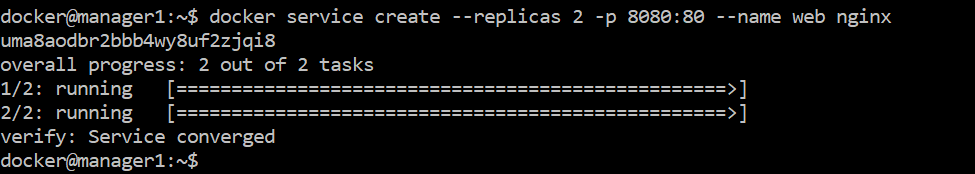 docker@manager1:~$ docker service create --replicas 2 -p 8080:80 --name web nginx
uma8aodbr2bbb4wy8uf2zjqi8
overall progress: 2 out of 2 tasks
1/2: running   [==================================================>]
2/2: running   [==================================================>]
verify: Service converged
docker@manager1:~$